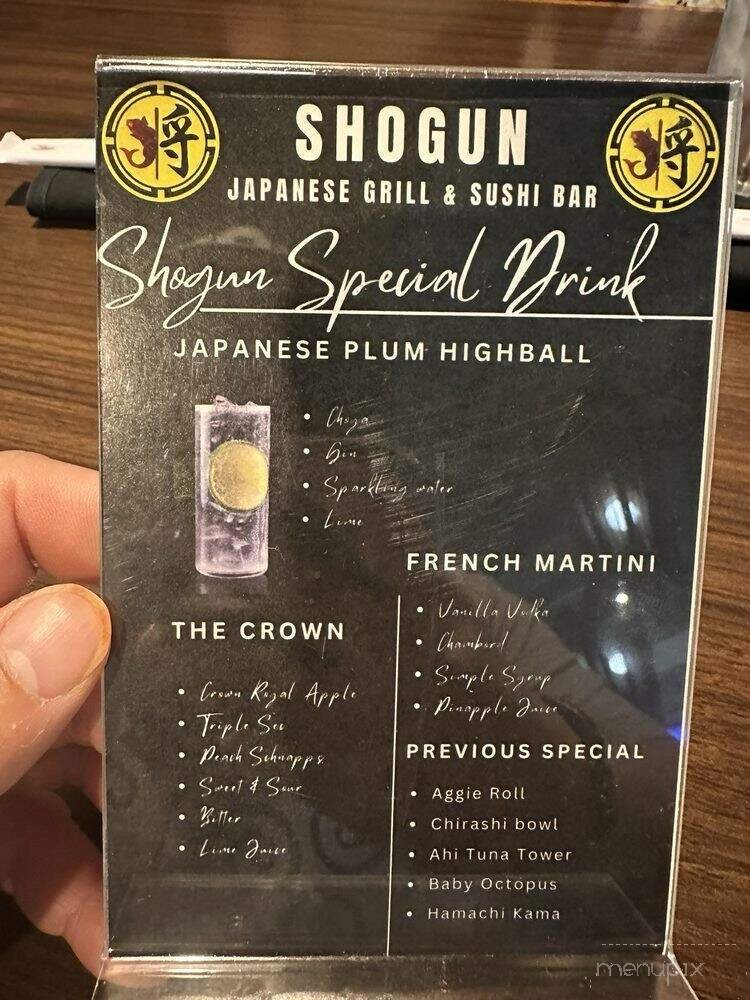 将
SHOGUN
将
JAPANESE GRILL & SUSHI BAR
Shogun Special Drink
JAPANESE PLUM HIGHBALL
• Choya
• Gin
• Sparkling water
• Lime
THE CROWN
• Crown Royal Apple
• Triple Sec
• Peach Schnapps
• Sweet & Sour
• Bitter
• Lime Juice
FRENCH MARTINI
• Vanilla Vodka
• Chambord
• Simple Syrup
• Pinapple Juice
PREVIOUS SPECIAL
• Aggie Roll
• Chirashi bowl
• Ahi Tuna Tower
• Baby Octopus
• Hamachi Kama
menupix